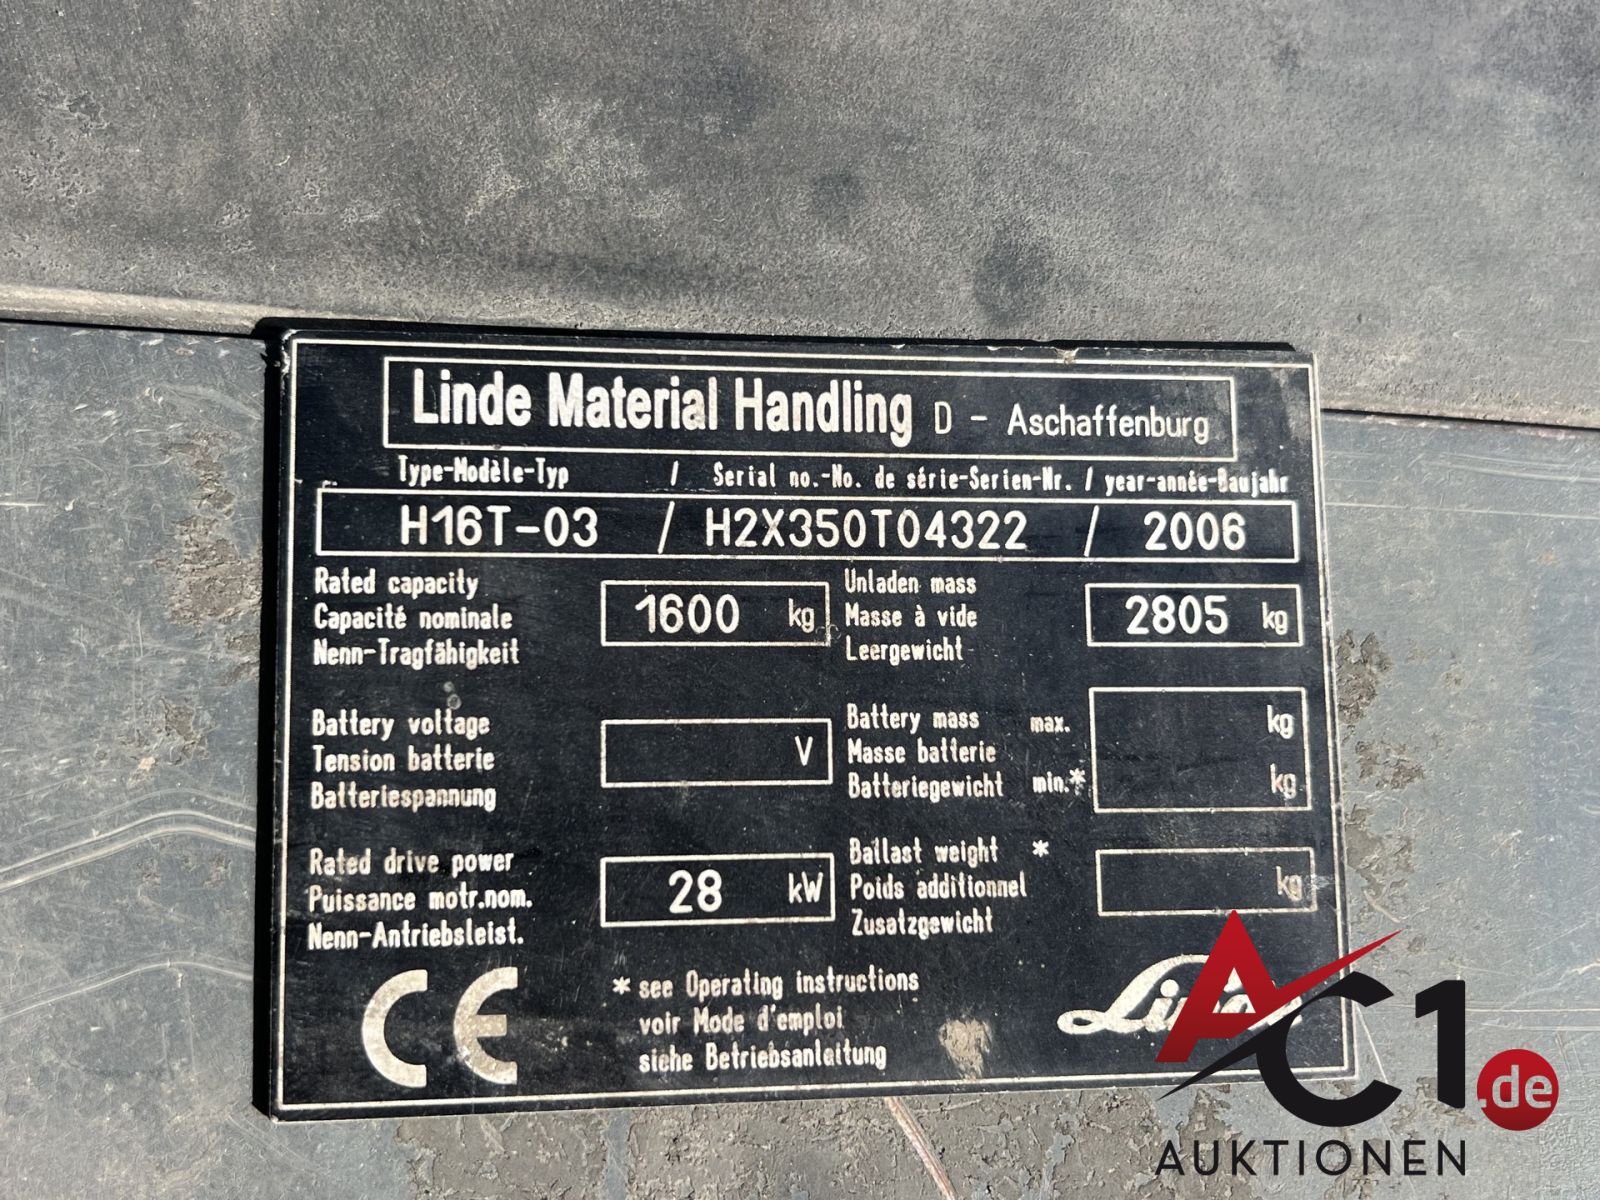 Linde Material Handling D - Aschaffenburg
Type-Modèle-Typ / Serial no.-No. de série-Serien-Nr. / year-année-Baujahr
H16T-03 / H2X350T04322 / 2006
Rated capacity
Capacité nominale
Nenn-Tragfähigkeit
1600 kg
Unladen mass
Masse à vide
Leergewicht
2805 kg
Battery voltage
Tension batterie
Batteriespannung
V
Battery mass max.
Masse batterie
Batteriegewicht min.*
kg
kg
Rated drive power
Puissance motr.nom.
Nenn-Antriebsleist.
28 kW
Ballast weight *
Poids additionnel
Zusatzgewicht
kg
CE
* see Operating instructions
voir Mode d'emploi
siehe Betriebsanleitung
Linde
AC1.de
AUKTIONEN